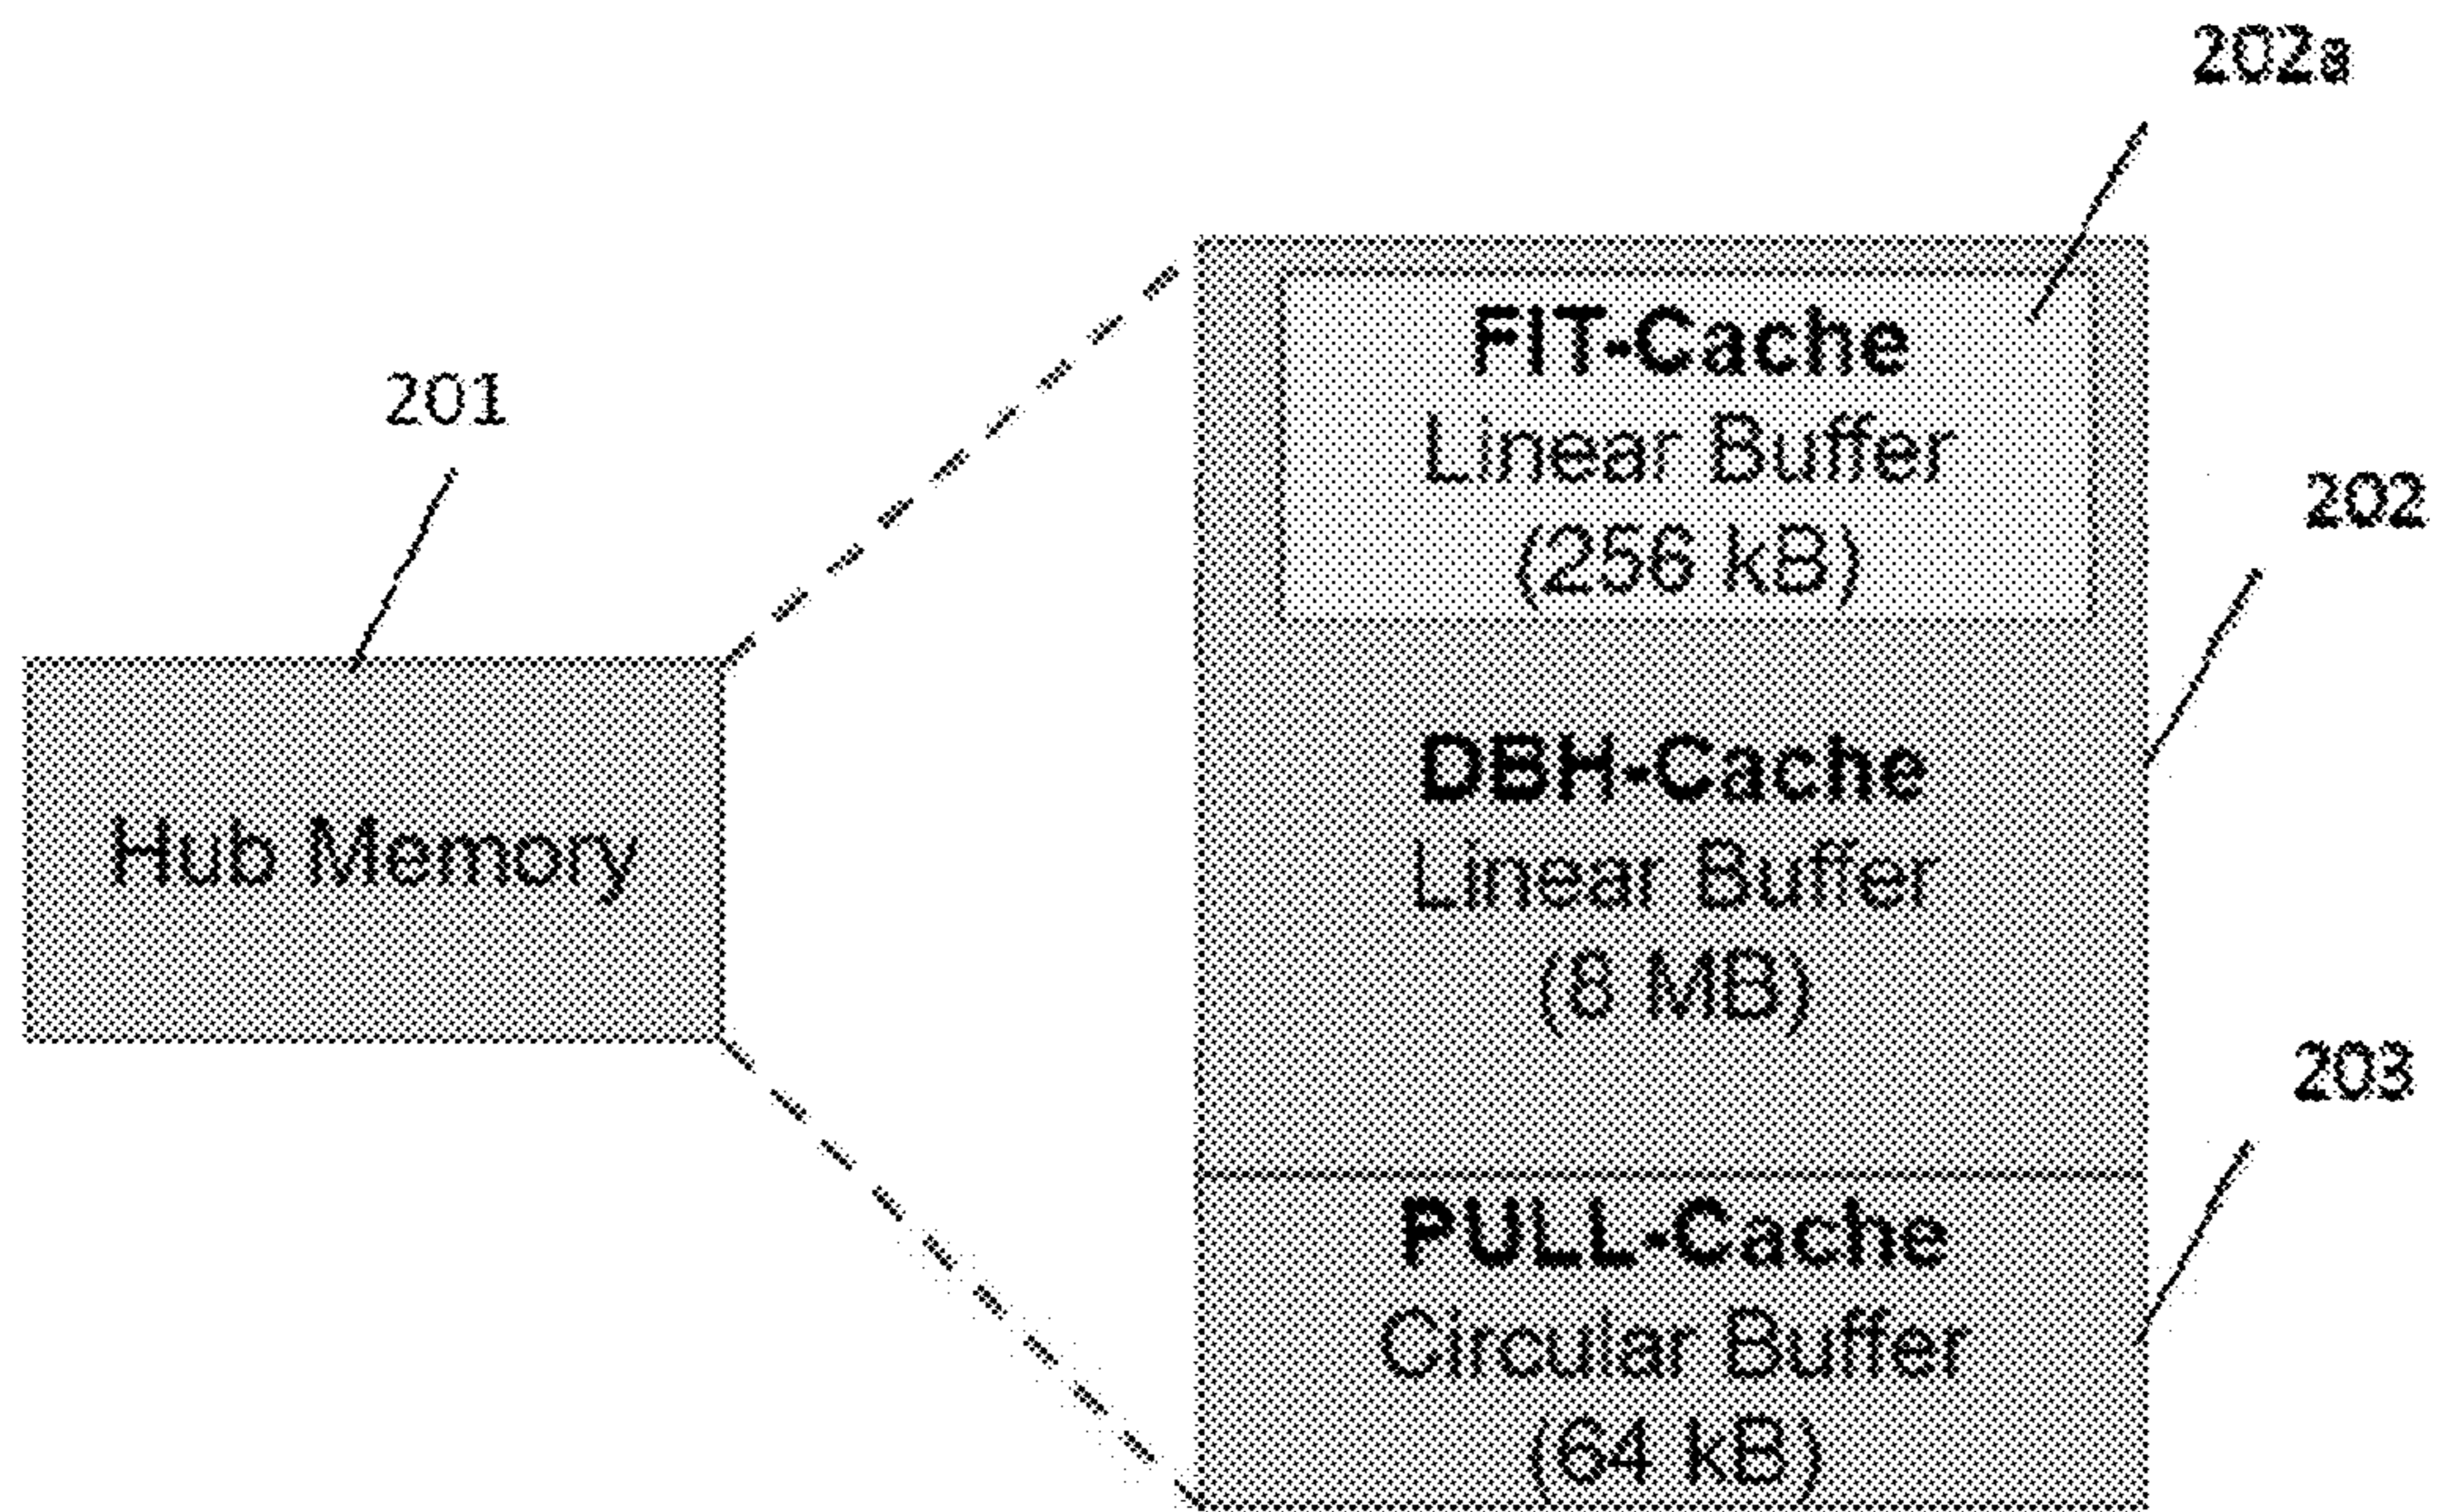 202a
FIT-Cache
Linear Buffer
(256 kB)
201
202
Hub Memory
DBH-Cache
Linear Buffer
(8 MB)
203
PULL-Cache
Circular Buffer
(64 kB)